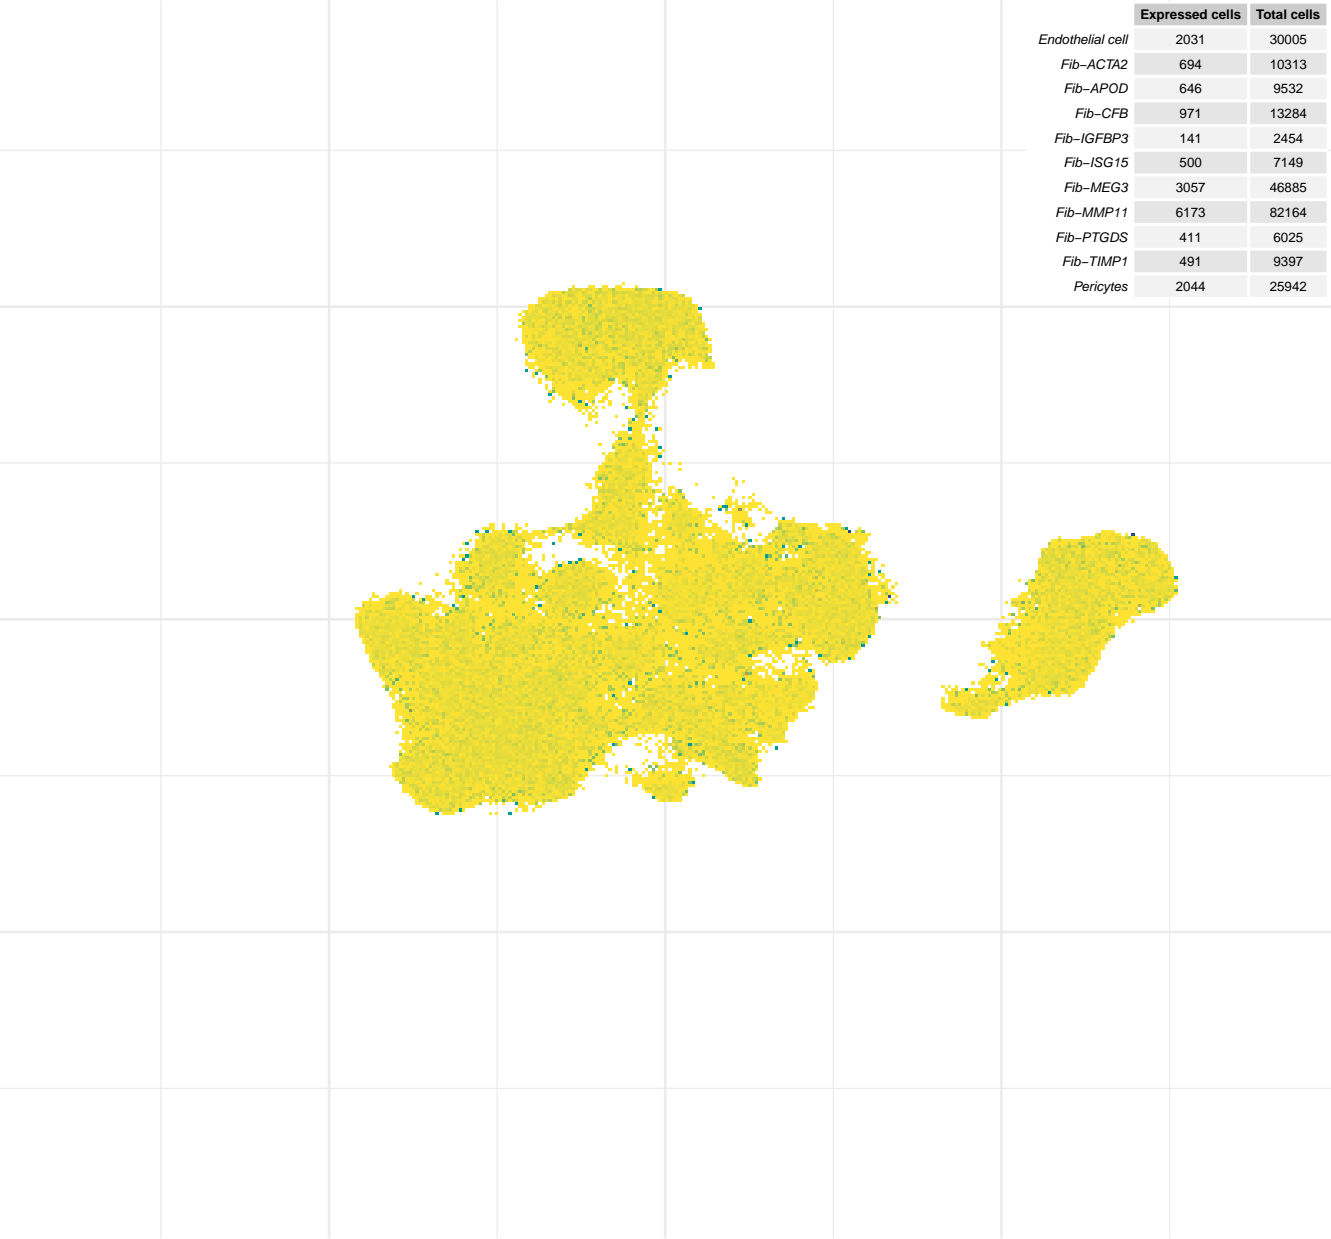 Expressed cells Total cells
Endothelial cell 2031 30005
Fib−ACTA2 694 10313
Fib−APOD 646 9532
Fib−CFB 971 13284
Fib−IGFBP3 141 2454
Fib−ISG15 500 7149
Fib−MEG3 3057 46885
Fib−MMP11 6173 82164
Fib−PTGDS 411 6025
Fib−TIMP1 491 9397
Pericytes 2044 25942